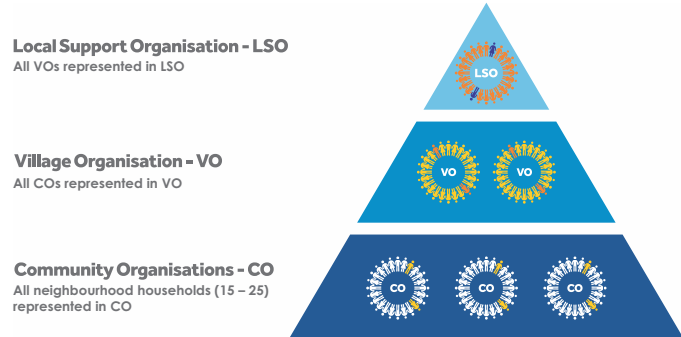 Local Support Organisation - LSO
All VOs represented in LSO
LSO
Village Organisation - VO
All COs represented in VO
VO
VO
Community Organisations - CO
All neighbourhood households (15 – 25)
represented in CO
CO
CO
CO